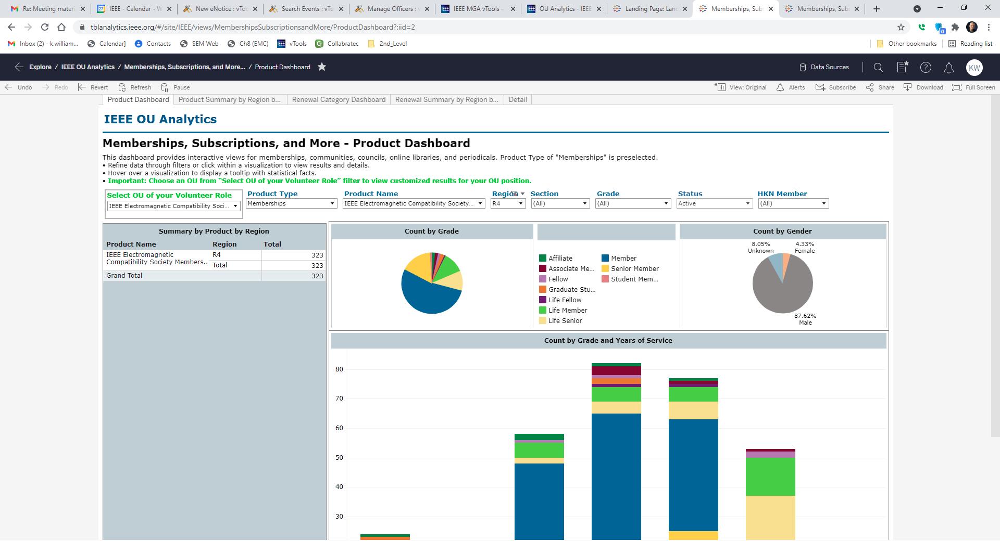 Re: Meeting materi
IEEE - Calendar - W
New eNotice : vToo
Search Events : vTo
Manage Officers : v
IEEE MGA vTools –
OU Analytics - IEEE
Landing Page: Lan
Memberships, Subs
Memberships, Sub
tblanalytics.ieee.org/#/site/IEEE/views/MembershipsSubscriptionsandMore/ProductDashboard?:iid=2
0
Inbox (2) - k.william...
Calendar]
Contacts
SEM Web
Ch8 (EMC)
IEEE vTools
Collabratec
2nd_Level
Other bookmarks
Reading list
Explore / IEEE OU Analytics / Memberships, Subscriptions, and More... / Product Dashboard
Data Sources
KW
Undo
Redo
Revert
Refresh
Pause
View: Original
Alerts
Subscribe
Share
Download
Full Screen
Product Dashboard
Product Summary by Region b...
Renewal Category Dashboard
Renewal Summary by Region b...
Detail
IEEE OU Analytics
Memberships, Subscriptions, and More - Product Dashboard
This dashboard provides interactive views for memberships, communities, councils, online libraries, and periodicals. Product Type of "Memberships" is preselected.
• Refine data through filters or click within a visualization to view results and details.
• Hover over a visualization to display a tooltip with statistical facts.
• Important: Choose an OU from “Select OU of your Volunteer Role” filter to view customized results for your OU position.
Select OU of your Volunteer Role
IEEE Electromagnetic Compatibility Soci...
Product Type
Memberships
Product Name
IEEE Electromagnetic Compatibility Society...
Region
R4
Section
(All)
Grade
(All)
Status
Active
HKN Member
(All)
Summary by Product by Region
Product Name Region Total
IEEE Electromagnetic
Compatibility Society Members..
R4 323
Total 323
Grand Total 323
Count by Grade
Affiliate
Associate Me...
Fellow
Graduate Stu...
Life Fellow
Life Member
Life Senior
Member
Senior Member
Student Mem...
Count by Gender
8.05%
Unknown
4.33%
Female
87.62%
Male
Count by Grade and Years of Service
80
70
60
50
40
30